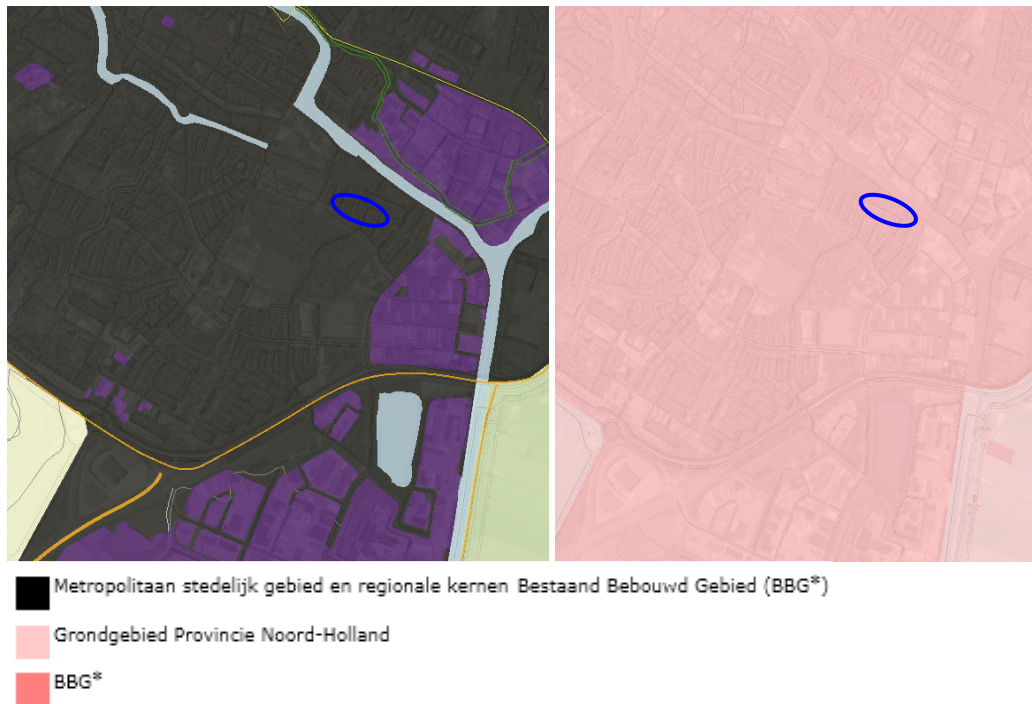 Metropolitaan stedelijk gebied en regionale kernen Bestaand Bebouwd Gebied (BBG*)
Grondgebied Provincie Noord-Holland
BBG*